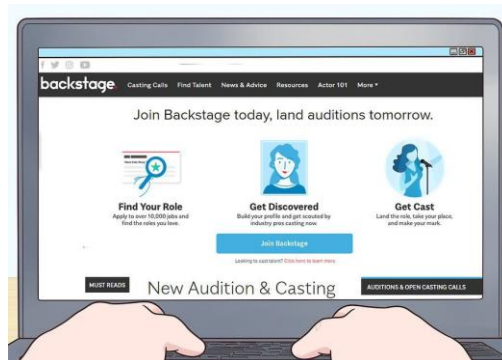 backstage.
Casting Calls Find Talent News & Advice Resources Actor 101 More
Join Backstage today, land auditions tomorrow.
Find Your Role
Apply to over 10,000 jobs and
find the roles you love.
Get Discovered
Build your profile and get scouted by
industry pros casting now
Get Cast
Land the role, take your place,
and make your mark.
Join Backstage
Looking to cast talent? Click here to learn more
MUST READS
New Audition & Casting
AUDITIONS & OPEN CASTING CALLS